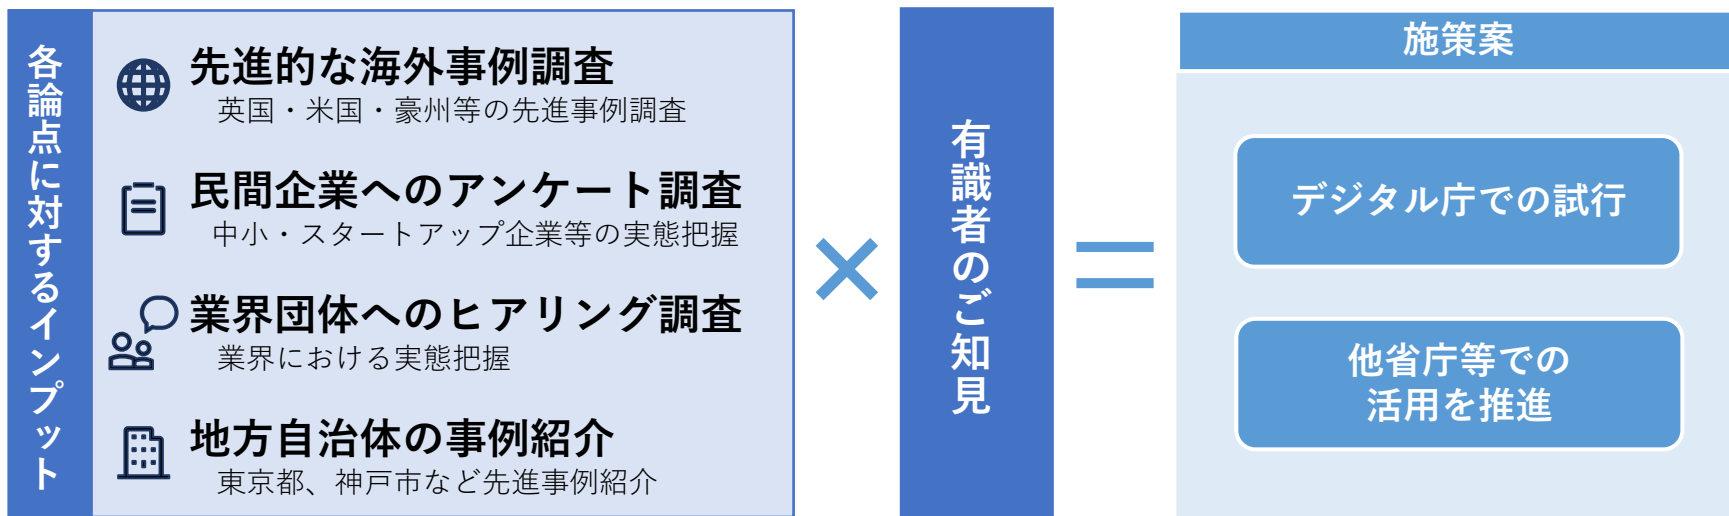 各論点に対するインプット
先進的な海外事例調査
英国・米国・豪州等の先進事例調査
民間企業へのアンケート調査
中小・スタートアップ企業等の実態把握
業界団体へのヒアリング調査
業界における実態把握
地方自治体の事例紹介
東京都、神戸市など先進事例紹介
×
有識者のご知見
＝
施策案
デジタル庁での試行
他省庁等での
活用を推進